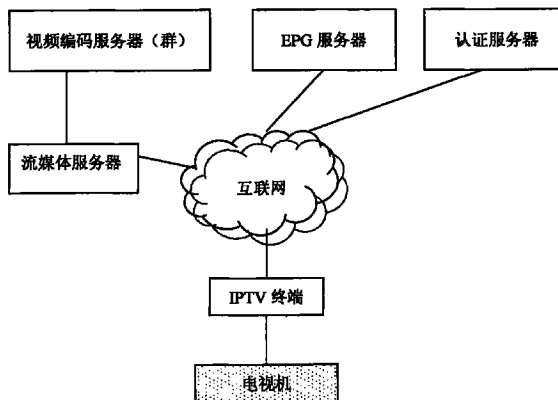 视频编码服务器（群）
EPG 服务器
认证服务器
流媒体服务器
互联网
IPTV 终端
电视机